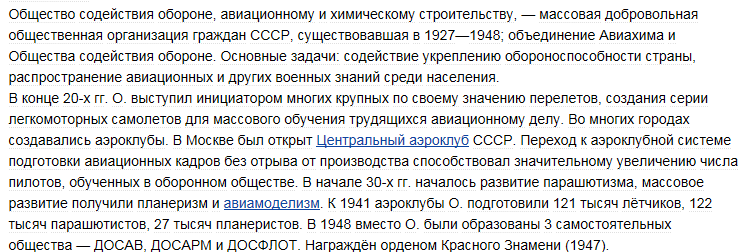 Общество содействия обороне, авиационному и химическому строительству, — массовая добровольная
общественная организация граждан СССР, существовавшая в 1927—1948; объединение Авиахима и
Общества содействия обороне. Основные задачи: содействие укреплению обороноспособности страны,
распространение авиационных и других военных знаний среди населения.
В конце 20-х гг. О. выступил инициатором многих крупных по своему значению перелетов, создания серии
легкомоторных самолетов для массового обучения трудящихся авиационному делу. Во многих городах
создавались аэроклубы. В Москве был открыт Центральный аэроклуб СССР. Переход к аэроклубной системе
подготовки авиационных кадров без отрыва от производства способствовал значительному увеличению числа
пилотов, обученных в оборонном обществе. В начале 30-х гг. началось развитие парашютизма, массовое
развитие получили планеризм и авиамоделизм. К 1941 аэроклубы О. подготовили 121 тысяч лётчиков, 122
тысяч парашютистов, 27 тысяч планеристов. В 1948 вместо О. были образованы 3 самостоятельных
общества — ДОСАВ, ДОСАРМ и ДОСФЛОТ. Награждён орденом Красного Знамени (1947).